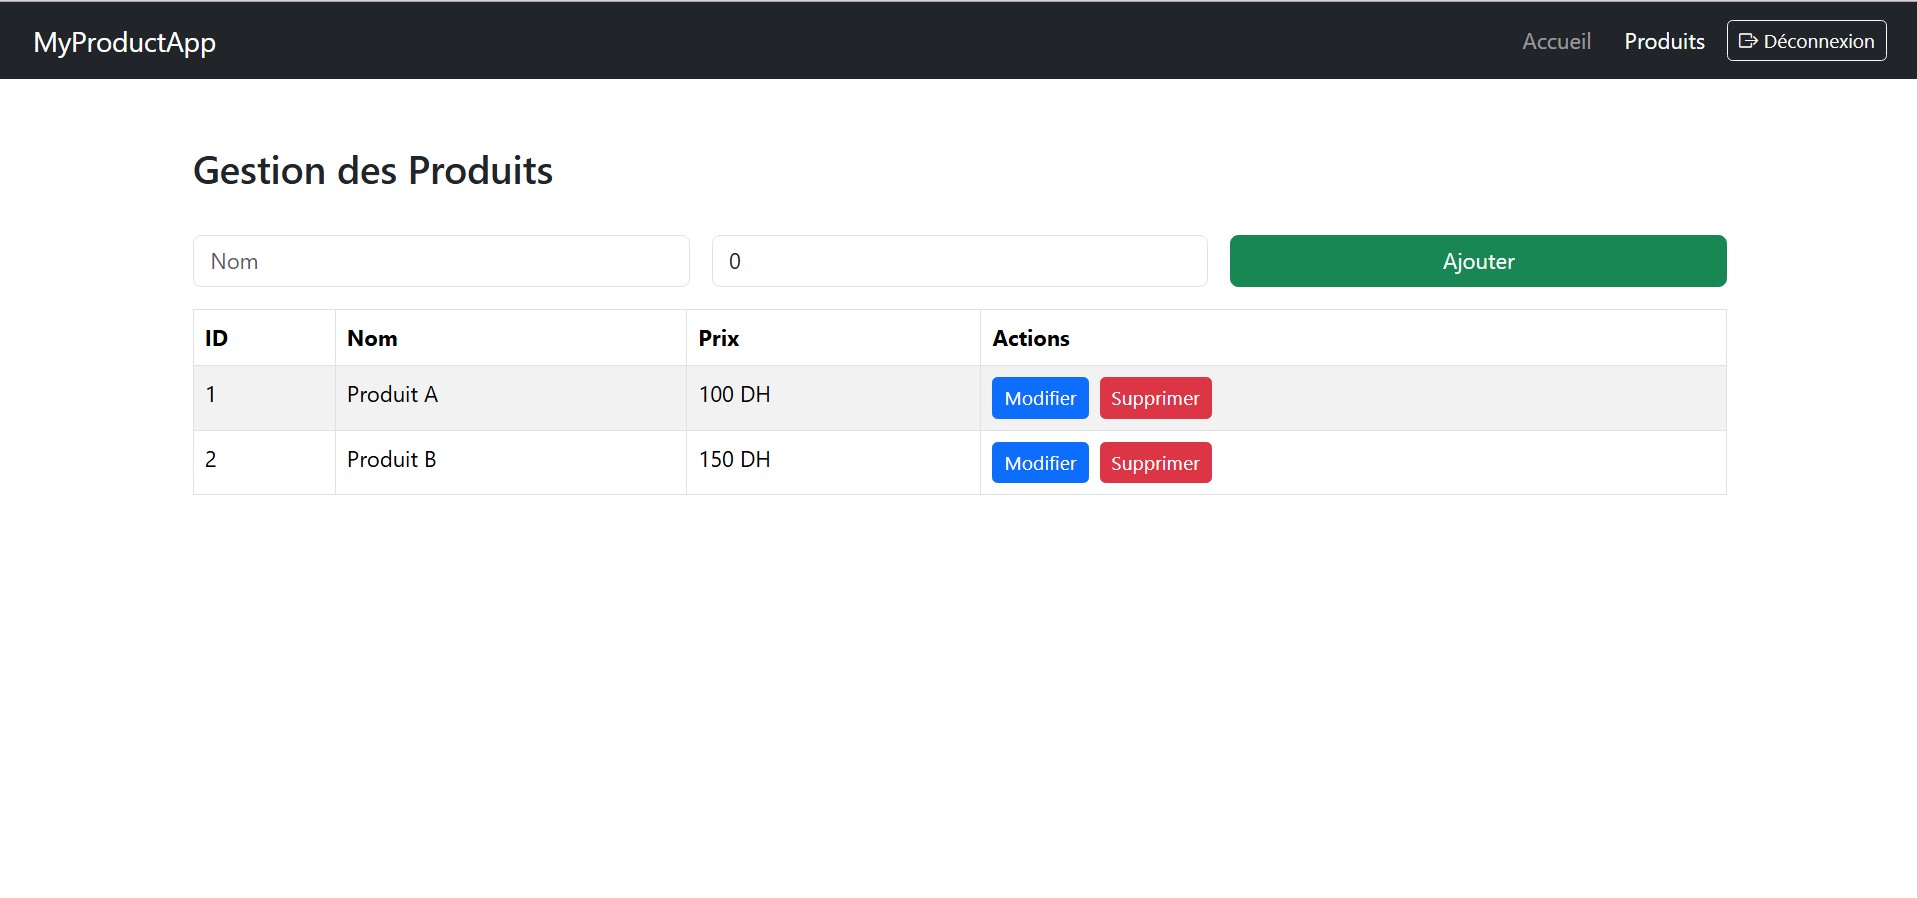 MyProductApp Accueil Produits Déconnexion
Gestion des Produits
Nom 0 Ajouter
ID Nom Prix Actions
1 Produit A 100 DH Modifier Supprimer
2 Produit B 150 DH Modifier Supprimer